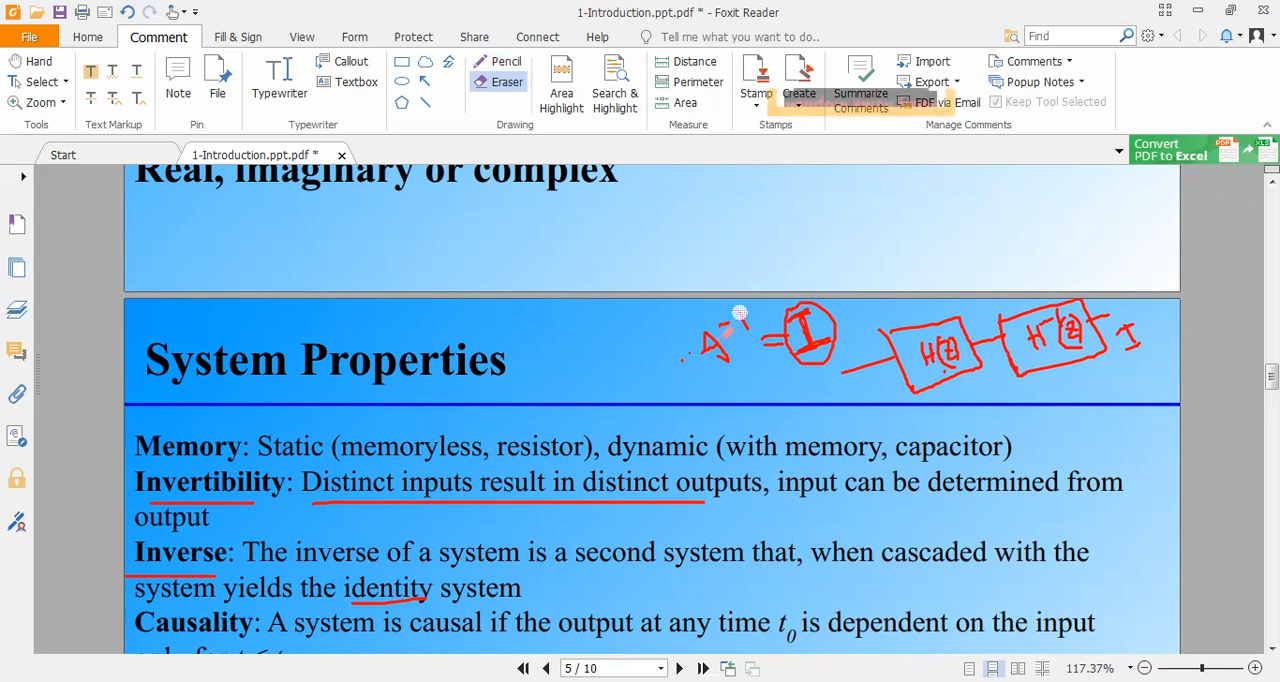 1-Introduction.ppt.pdf * - Foxit Reader
File Home Comment Fill & Sign View Form Protect Share Connect Help Tell me what you want to do.. Find
Hand
Select
Zoom
Tools
T T T
T T T
Text Markup
Note
File
Pin
Typewriter
Callout
Textbox
Typewriter
Pencil
Eraser
Area Highlight
Search & Highlight
Drawing
Distance
Perimeter
Area
Measure
Stamp
Create
Stamps
Summarize Comments
Import
Export
FDF via Email
Comments
Popup Notes
Keep Tool Selected
Manage Comments
Start
1-Introduction.ppt.pdf *
Convert
PDF to Excel
Real, imaginary or complex
= I
H(z)
H⁻¹(z)
I
System Properties
Memory: Static (memoryless, resistor), dynamic (with memory, capacitor)
Invertibility: Distinct inputs result in distinct outputs, input can be determined from
output
Inverse: The inverse of a system is a second system that, when cascaded with the
system yields the identity system
Causality: A system is causal if the output at any time t0 is dependent on the input
5 / 10
117.37%